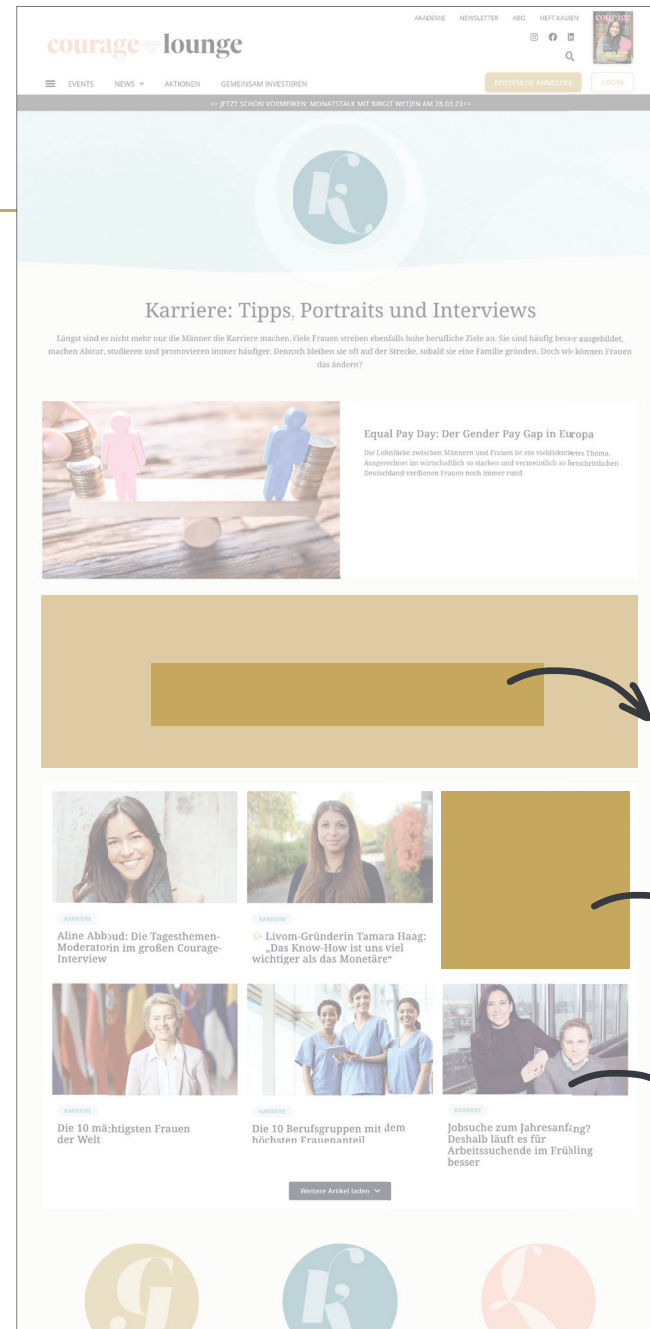 AKADEMIE NEWSLETTER ABO HEFT KAUFEN
courage lounge
EVENTS NEWS AKTIONEN GEMEINSAM INVESTIEREN
KOSTENLOS ANMELDEN LOGIN
>> JETZT SCHON VORMERKEN: MONATSTALK MIT BIRGIT WETJEN AM 28.03.23<<
Karriere: Tipps, Portraits und Interviews
Längst sind es nicht mehr nur die Männer die Karriere machen. Viele Frauen streben ebenfalls hohe berufliche Ziele an. Sie sind häufig besser ausgebildet,
machen Abitur, studieren und promovieren immer häufiger. Dennoch bleiben sie oft auf der Strecke, sobald sie eine Familie gründen. Doch wie können Frauen
das ändern?
Equal Pay Day: Der Gender Pay Gap in Europa
Die Lohnlücke zwischen Männern und Frauen ist ein vieldiskutiertes Thema.
Ausgerechnet im wirtschaftlich so starken und vermeintlich so fortschrittlichen
Deutschland verdienen Frauen noch immer rund
KARRIERE
Aline Abboud: Die Tagesthemen-
Moderatorin im großen Courage-
Interview
KARRIERE
Livom-Gründerin Tamara Haag:
„Das Know-How ist uns viel
wichtiger als das Monetäre“
KARRIERE
Die 10 mächtigsten Frauen
der Welt
KARRIERE
Die 10 Berufsgruppen mit dem
höchsten Frauenanteil
KARRIERE
Jobsuche zum Jahresanfang?
Deshalb läuft es für
Arbeitssuchende im Frühling
besser
Weitere Artikel laden